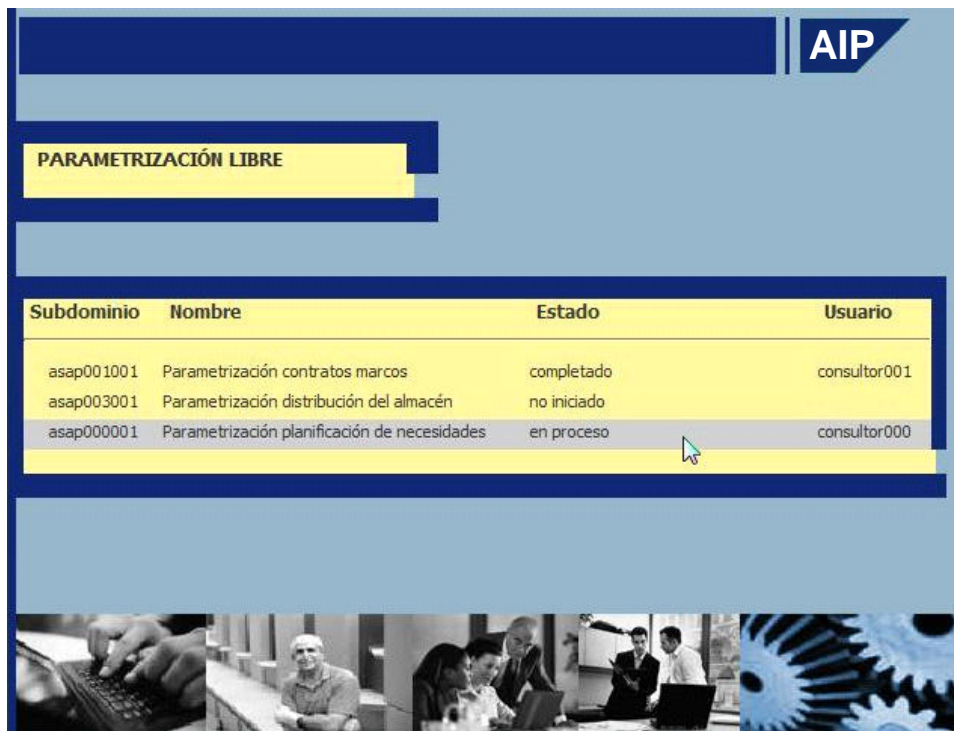 AIP
PARAMETRIZACIÓN LIBRE
Subdominio Nombre Estado Usuario
asap001001 Parametrización contratos marcos completado consultor001
asap003001 Parametrización distribución del almacén no iniciado
asap000001 Parametrización planificación de necesidades en proceso consultor000